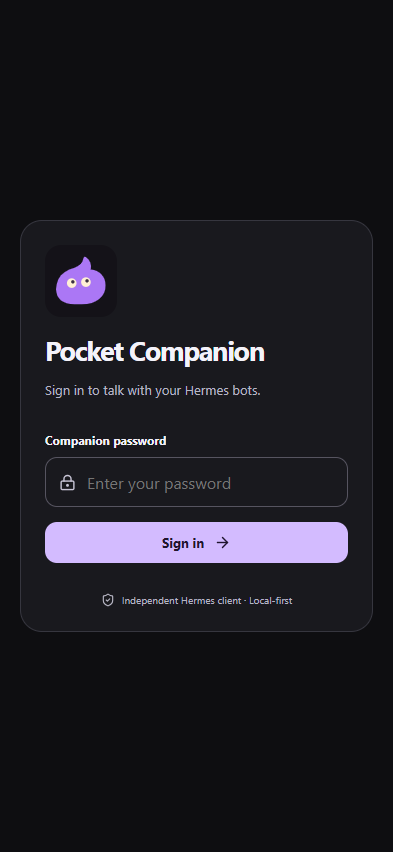 Pocket Companion
Sign in to talk with your Hermes bots.
Companion password
Enter your password
Sign in
Independent Hermes client · Local-first